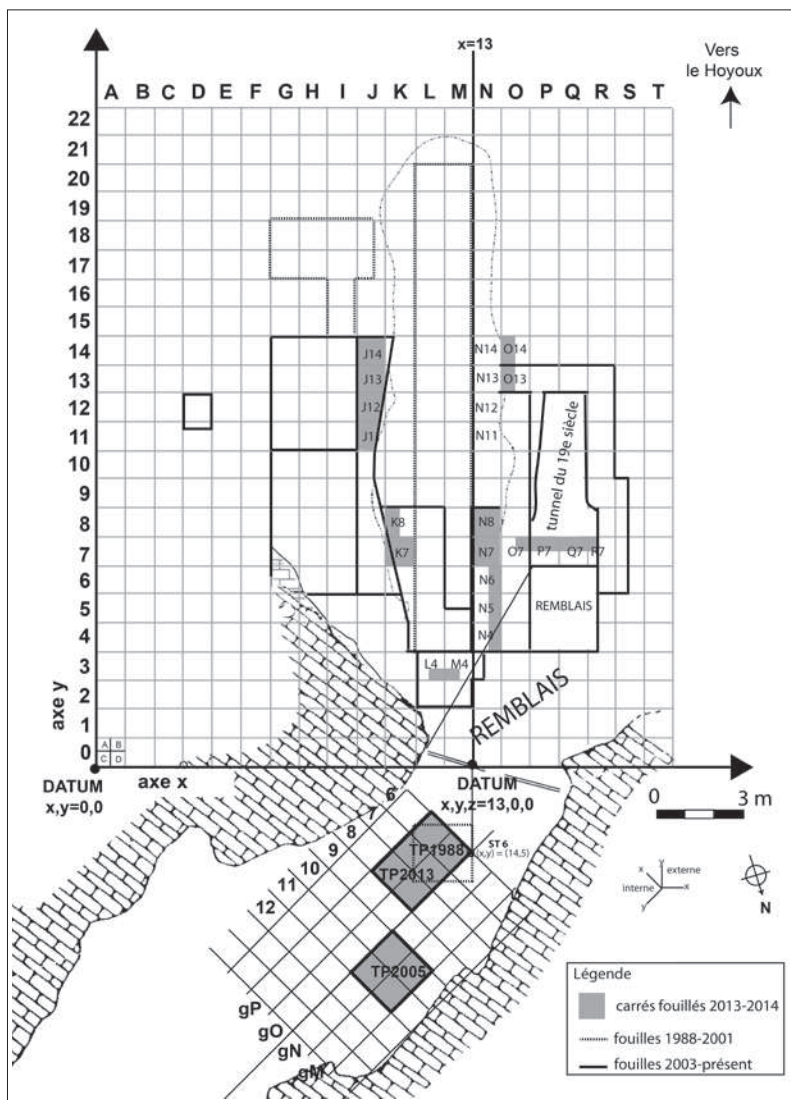 x=13
Vers
le Hoyoux
A B C D E F G H I J K L M N O P Q R S T
22
21
20
19
18
17
16
15
14
13
12
11
10
9
8
7
6
5
4
3
2
1
0
axe y
J14
J13
J12
J11
K8
K7
N14 O14
N13 O13
N12
N11
N8
N7 O7 P7 Q7 R7
N6
N5
N4
L4 M4
tunnel du 19e siècle
REMBLAIS
REMBLAIS
A B
C D
DATUM
x,y=0,0
axe x
DATUM
x,y,z=13,0,0
0 3 m
6
7
8
9
10
11
12
TP1988
TP2013
TP2005
ST 6
(x,y) = (14,5)
gP
gO
gN
gM
y
x externe
interne x
y
N
Légende
carrés fouillés 2013-2014
fouilles 1988-2001
fouilles 2003-présent